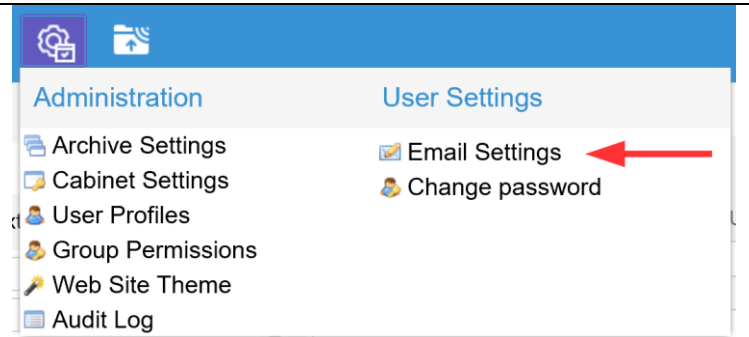 Administration
Archive Settings
Cabinet Settings
User Profiles
Group Permissions
Web Site Theme
Audit Log
User Settings
Email Settings
Change password